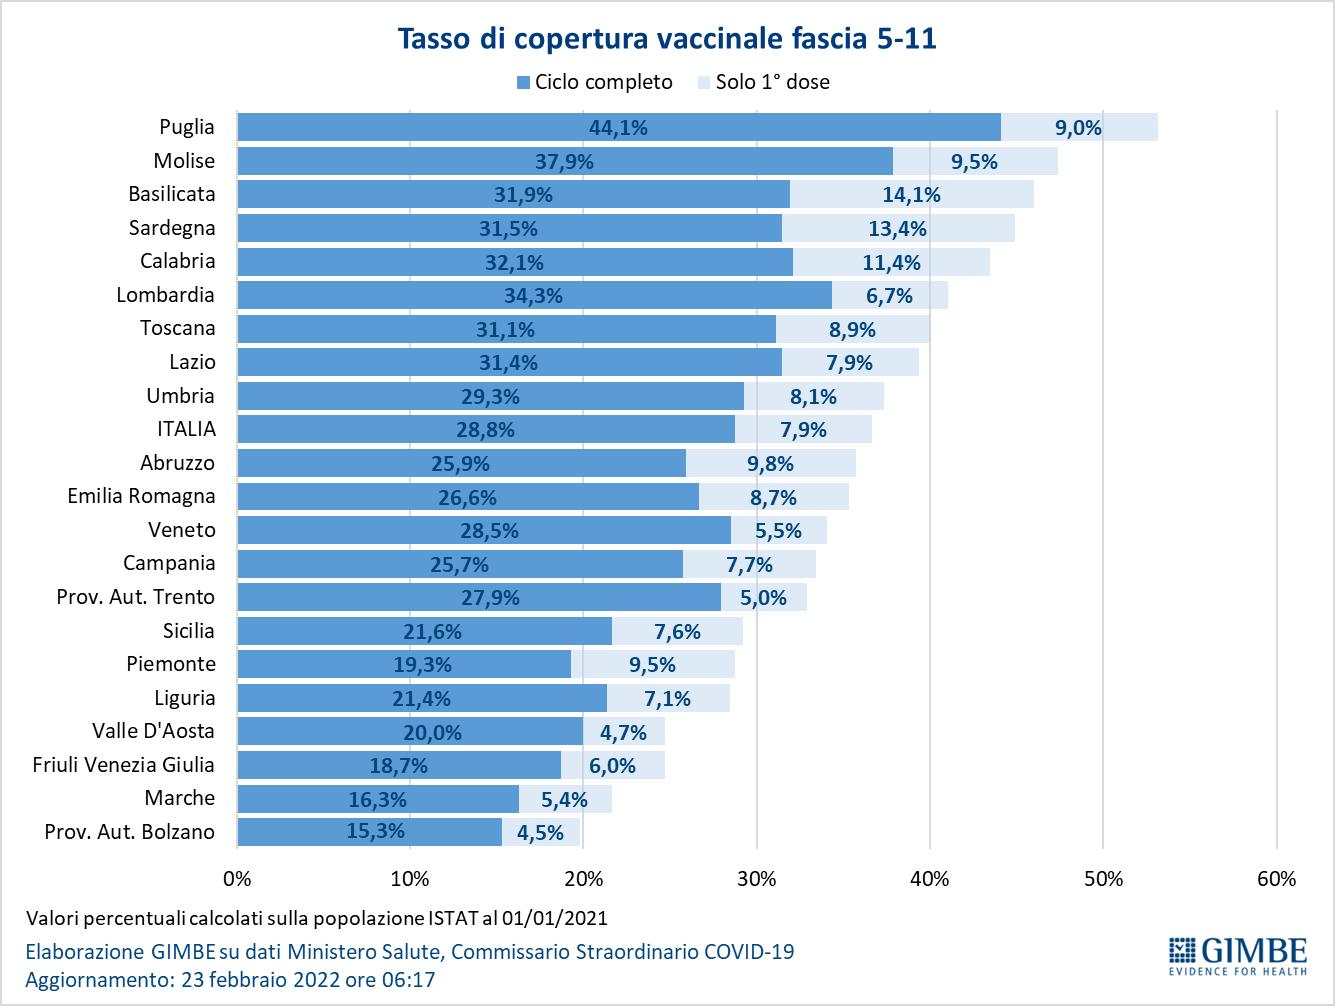 Tasso di copertura vaccinale fascia 5-11
Ciclo completo Solo 1° dose
Puglia 44,1% 9,0%
Molise 37,9% 9,5%
Basilicata 31,9% 14,1%
Sardegna 31,5% 13,4%
Calabria 32,1% 11,4%
Lombardia 34,3% 6,7%
Toscana 31,1% 8,9%
Lazio 31,4% 7,9%
Umbria 29,3% 8,1%
ITALIA 28,8% 7,9%
Abruzzo 25,9% 9,8%
Emilia Romagna 26,6% 8,7%
Veneto 28,5% 5,5%
Campania 25,7% 7,7%
Prov. Aut. Trento 27,9% 5,0%
Sicilia 21,6% 7,6%
Piemonte 19,3% 9,5%
Liguria 21,4% 7,1%
Valle D'Aosta 20,0% 4,7%
Friuli Venezia Giulia 18,7% 6,0%
Marche 16,3% 5,4%
Prov. Aut. Bolzano 15,3% 4,5%
0% 10% 20% 30% 40% 50% 60%
Valori percentuali calcolati sulla popolazione ISTAT al 01/01/2021
Elaborazione GIMBE su dati Ministero Salute, Commissario Straordinario COVID-19
Aggiornamento: 23 febbraio 2022 ore 06:17
GIMBE
EVIDENCE FOR HEALTH